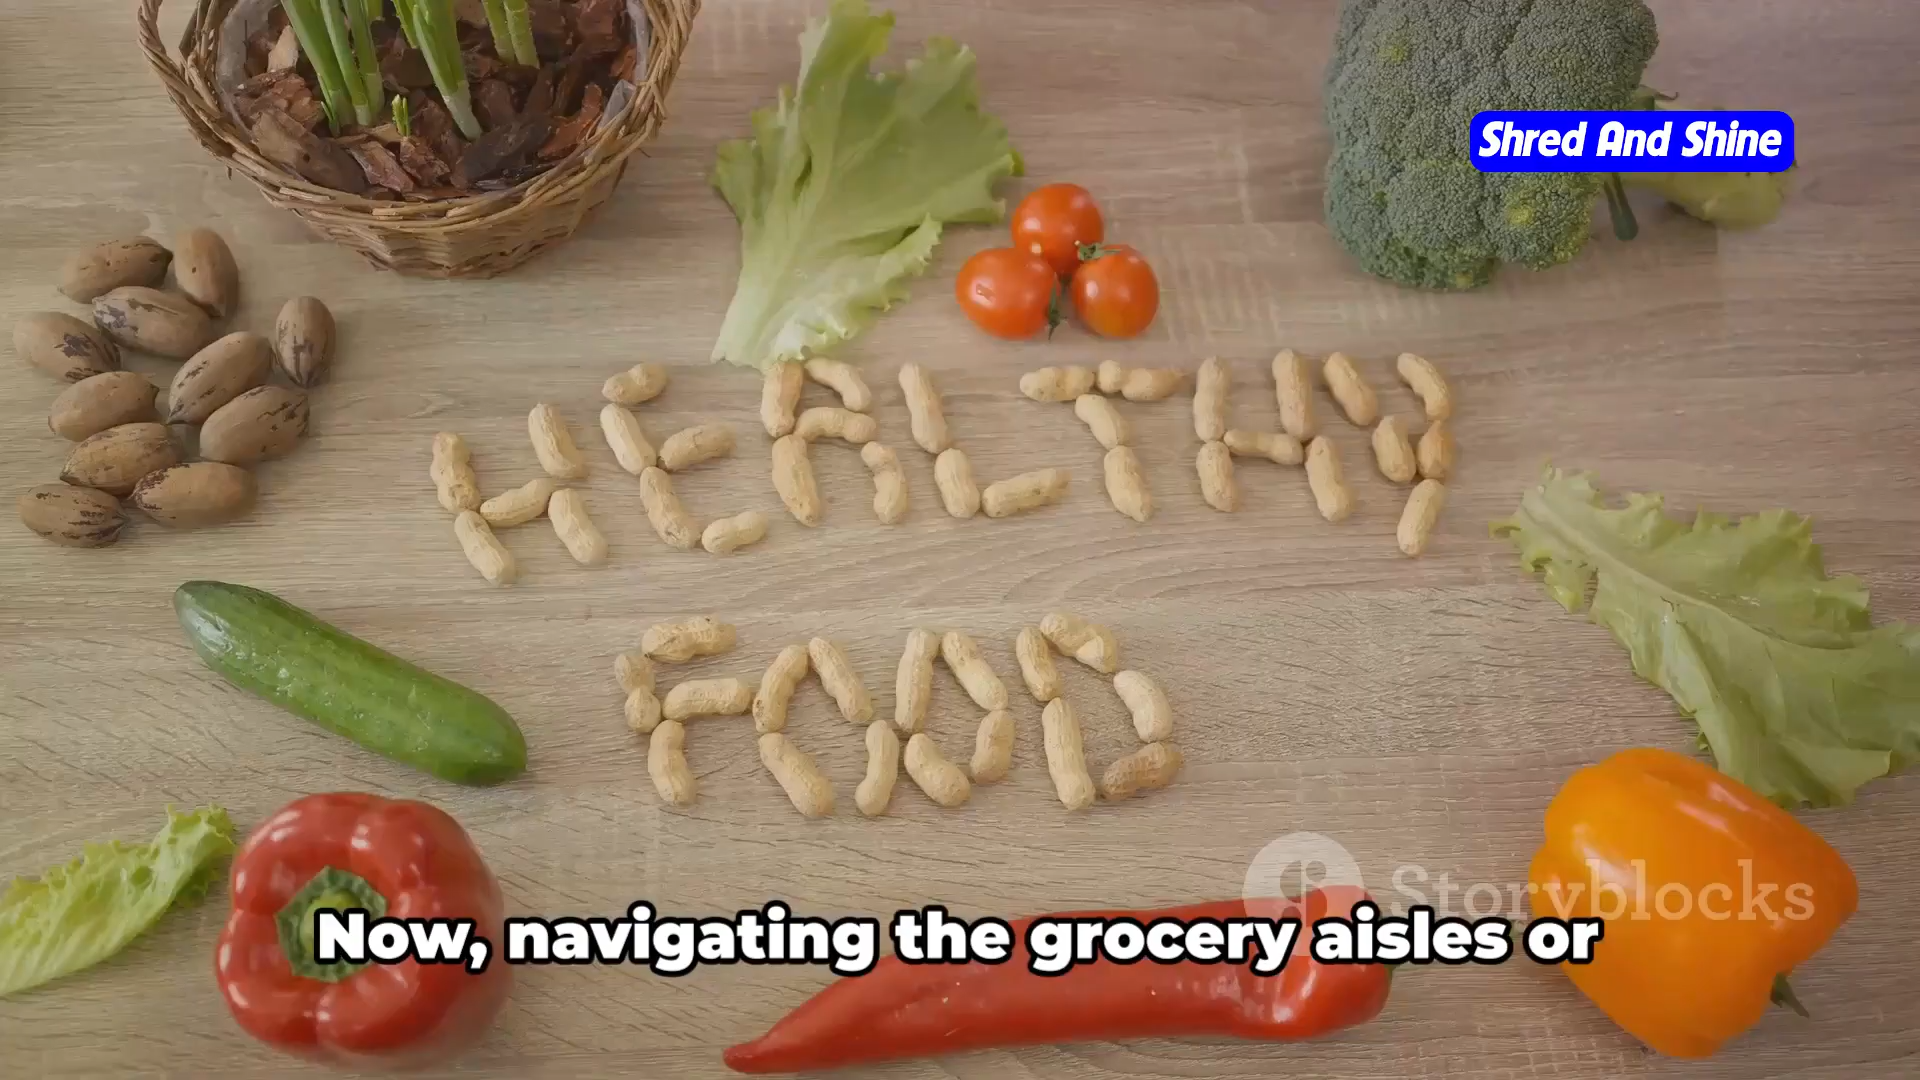 Shred And Shine
HEALTHY
FOOD
Storyblocks
Now, navigating the grocery aisles or